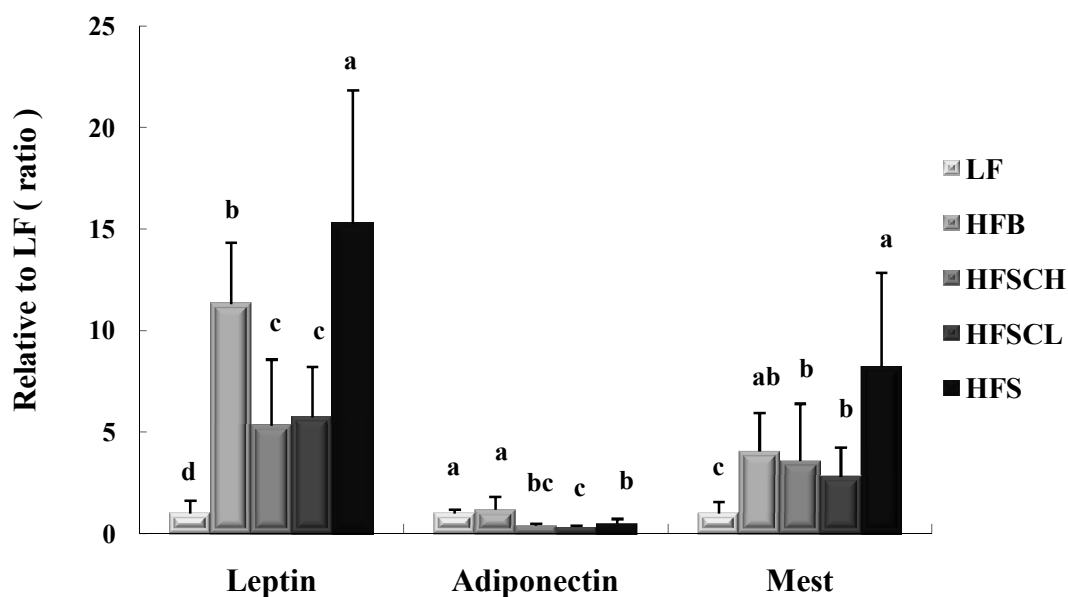 25
20
15
10
5
0
Relative to LF ( ratio )
d
b
c
c
a
a
a
bc
c
b
c
ab
b
b
a
Leptin
Adiponectin
Mest
LF
HFB
HFSCH
HFSCL
HFS